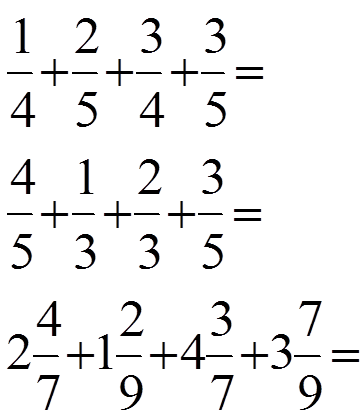 1/4 + 2/5 + 3/4 + 3/5 =
4/5 + 1/3 + 2/3 + 3/5 =
2 4/7 + 1 2/9 + 4 3/7 + 3 7/9 =